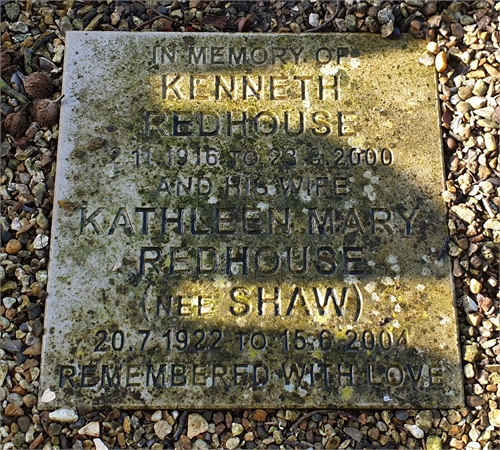 IN MEMORY OF
KENNETH
REDHOUSE
2.11.1916 TO 23.3.2000
AND HIS WIFE
KATHLEEN MARY
REDHOUSE
(NEE SHAW)
20.7.1922 TO 15.6.2004
REMEMBERED WITH LOVE